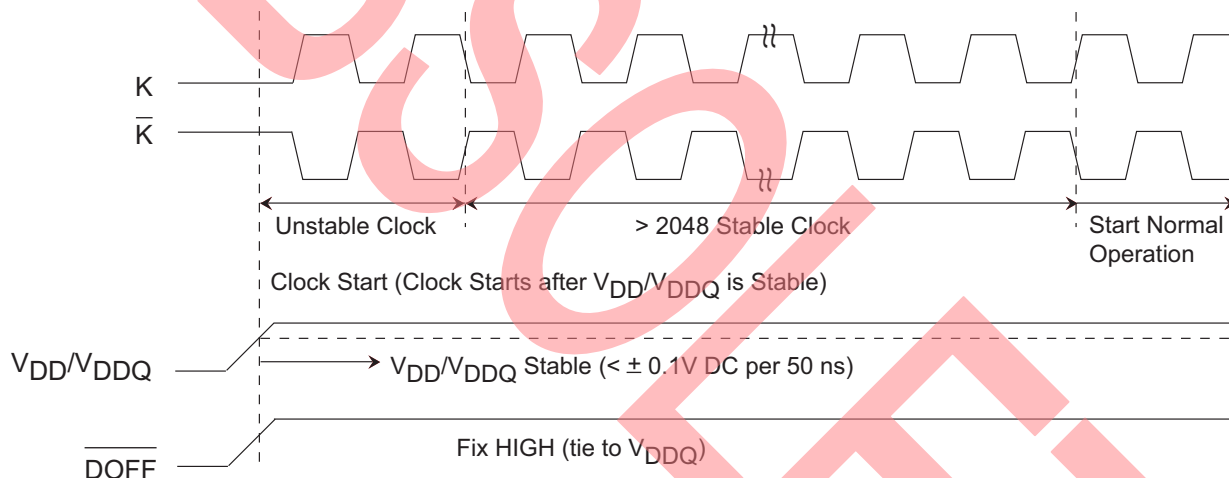 K
K̅
Unstable Clock
> 2048 Stable Clock
Start Normal
Operation
Clock Start (Clock Starts after VDD/VDDQ is Stable)
VDD/VDDQ
VDD/VDDQ Stable (< ± 0.1V DC per 50 ns)
D̅O̅F̅F̅
Fix HIGH (tie to VDDQ)